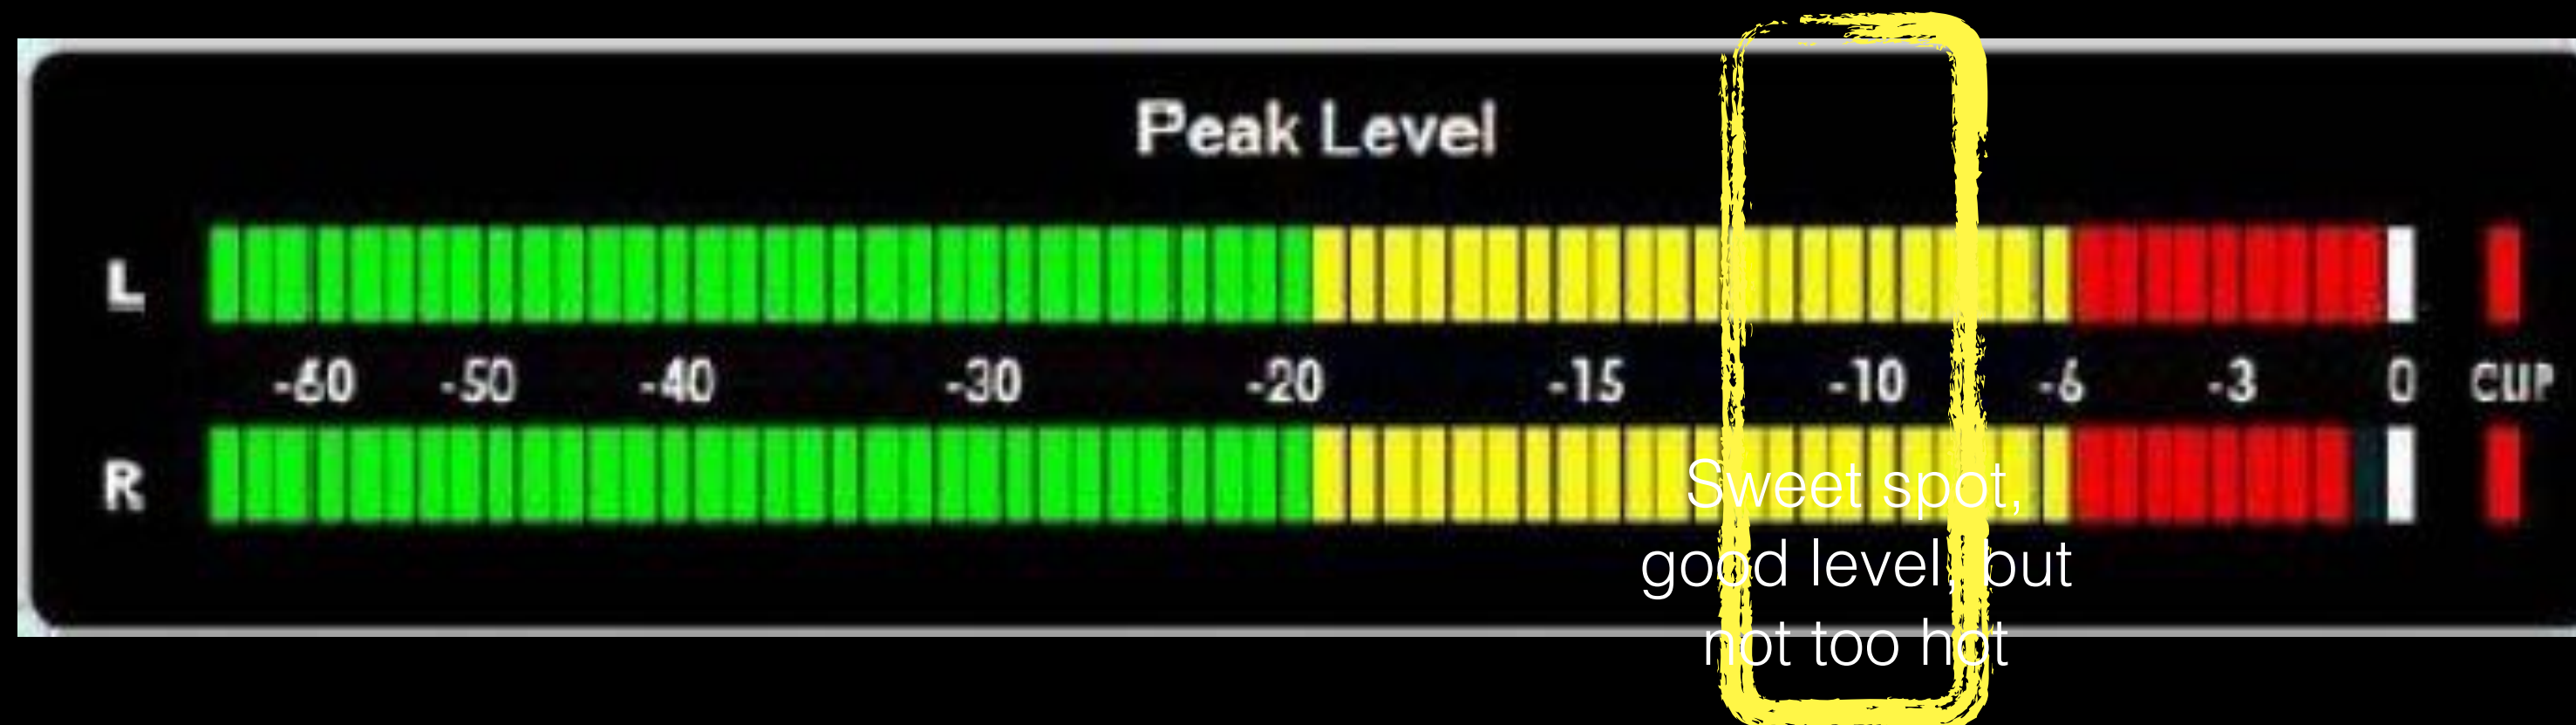 Peak Level
L
-60 -50 -40 -30 -20 -15 -10 -6 -3 0 CLIP
R
Sweet spot,
good level, but
not too hot